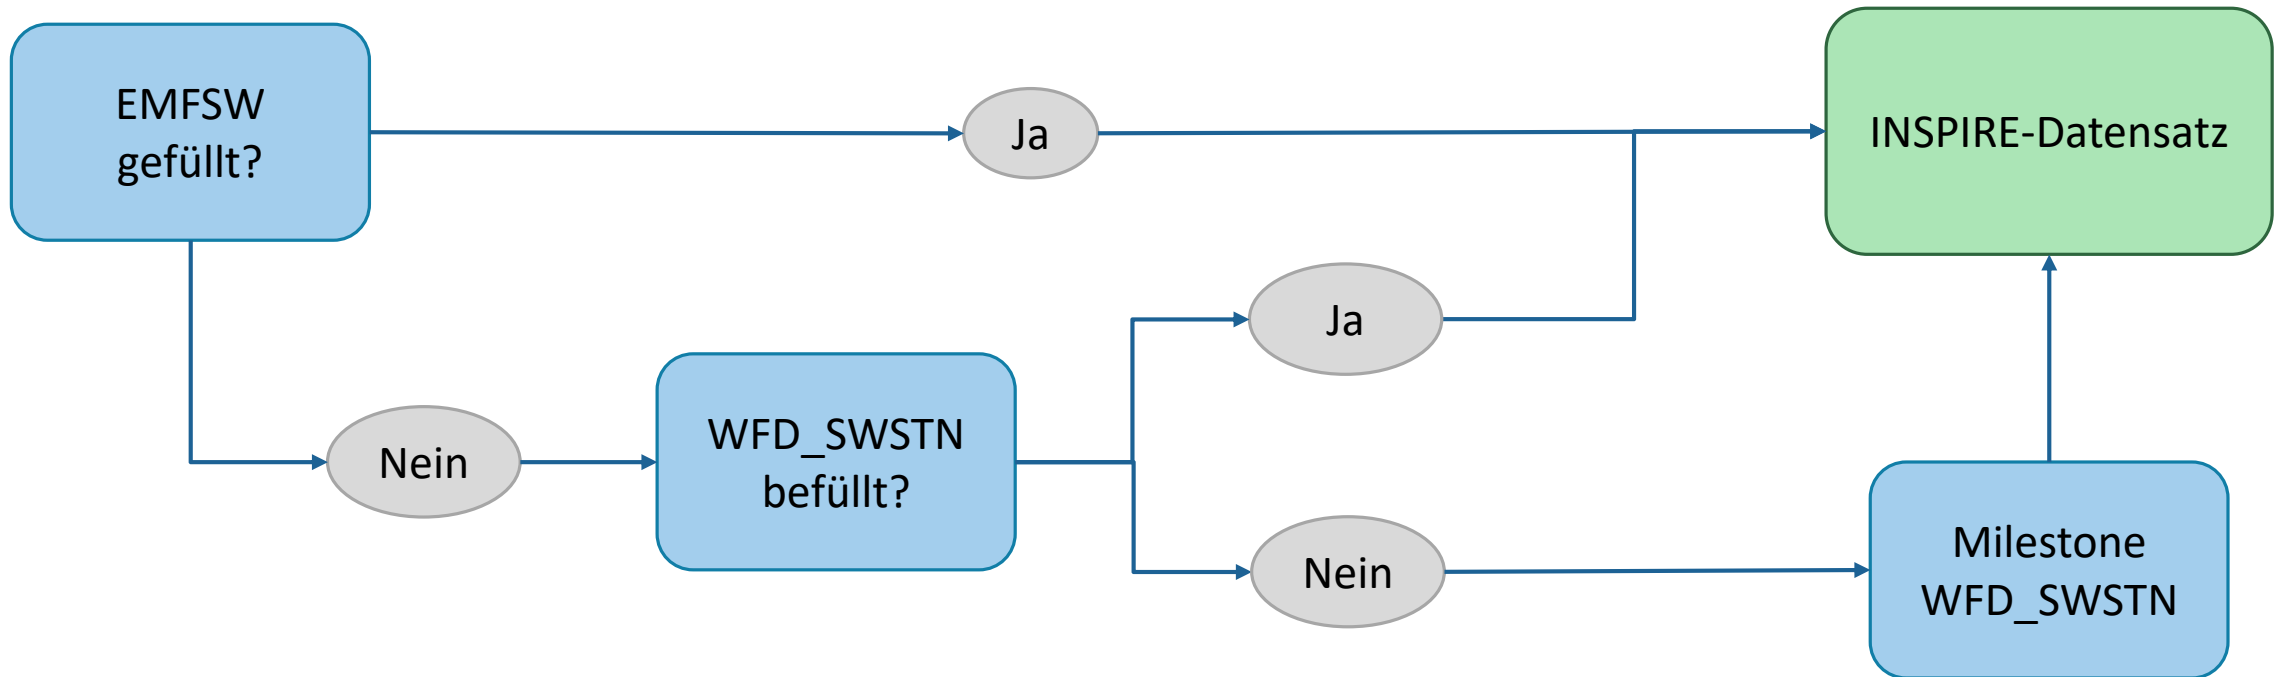 EMFSW
gefüllt?
Ja
INSPIRE-Datensatz
Ja
Nein
WFD_SWSTN
befüllt?
Nein
Milestone
WFD_SWSTN